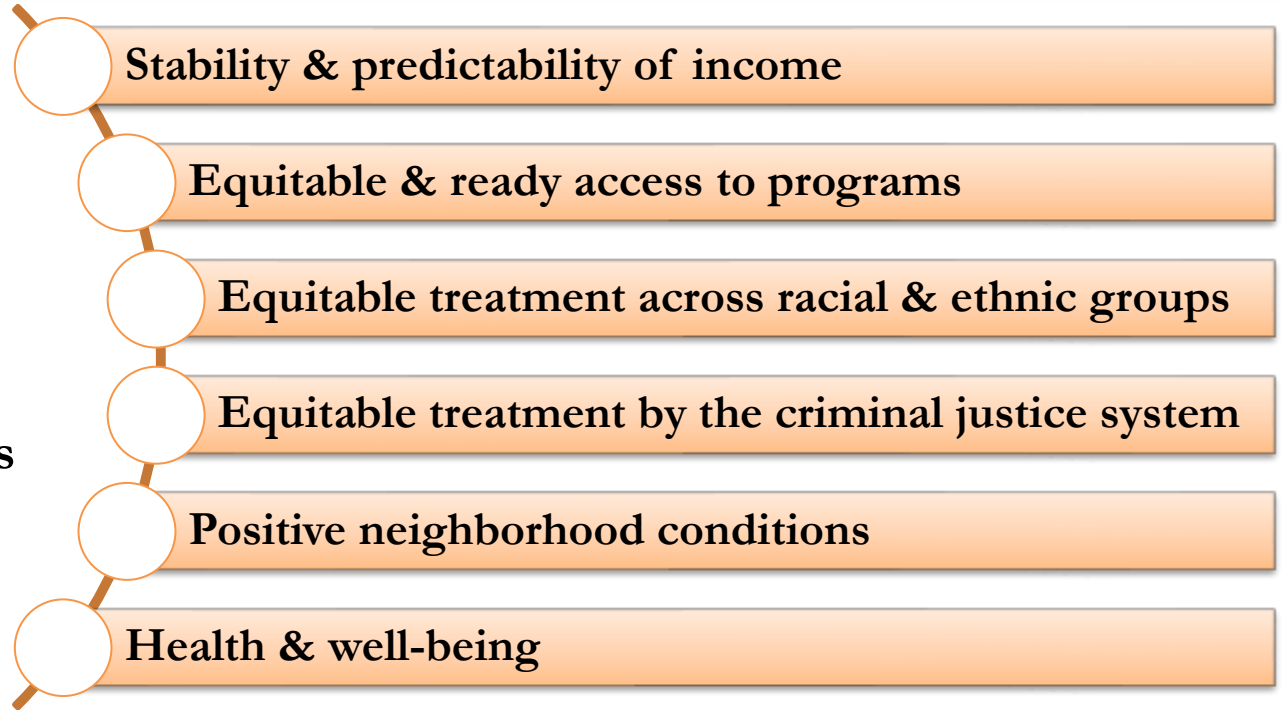 Stability & predictability of income
Equitable & ready access to programs
Equitable treatment across racial & ethnic groups
Equitable treatment by the criminal justice system
s
Positive neighborhood conditions
Health & well-being